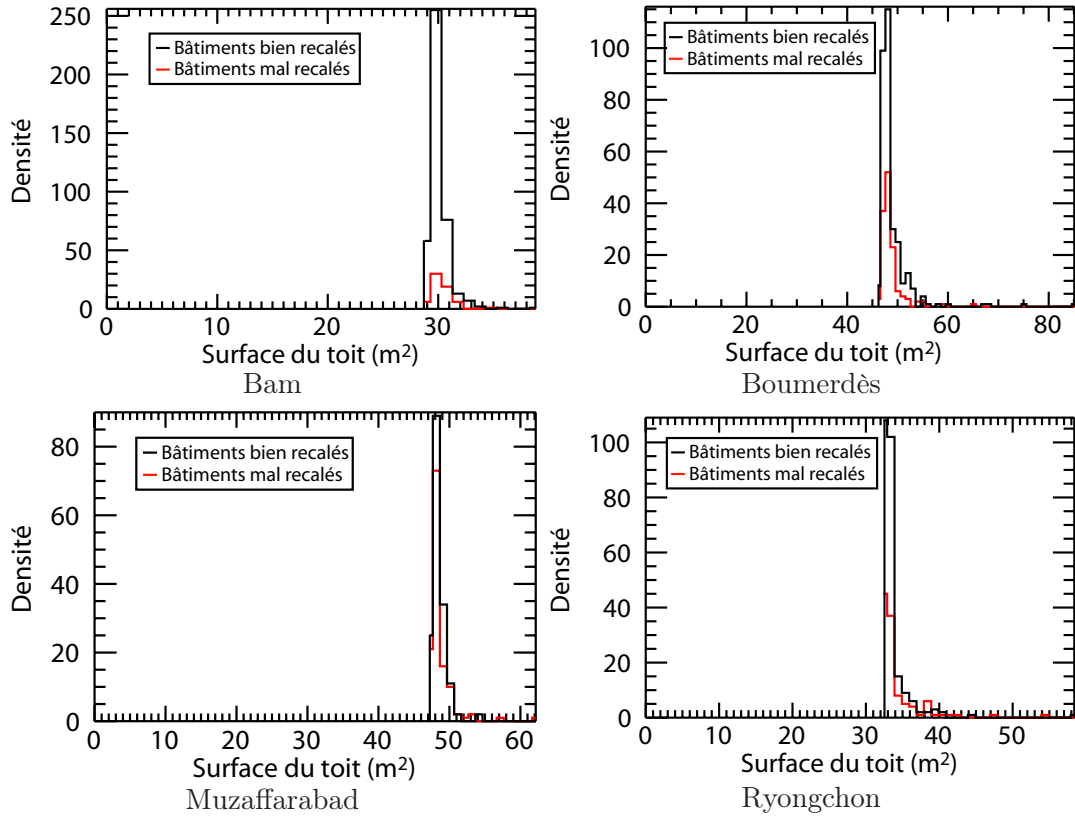 250
200
150
100
50
0
Densité
Bâtiments bien recalés
Bâtiments mal recalés
0
10
20
30
Surface du toit (m²)
Bam
100
80
60
40
20
0
Densité
Bâtiments bien recalés
Bâtiments mal recalés
0
20
40
60
80
Surface du toit (m²)
Boumerdès
80
60
40
20
0
Densité
Bâtiments bien recalés
Bâtiments mal recalés
0
10
20
30
40
50
60
Surface du toit (m²)
Muzaffarabad
100
80
60
40
20
0
Densité
Bâtiments bien recalés
Bâtiments mal recalés
0
10
20
30
40
50
Surface du toit (m²)
Ryongchon